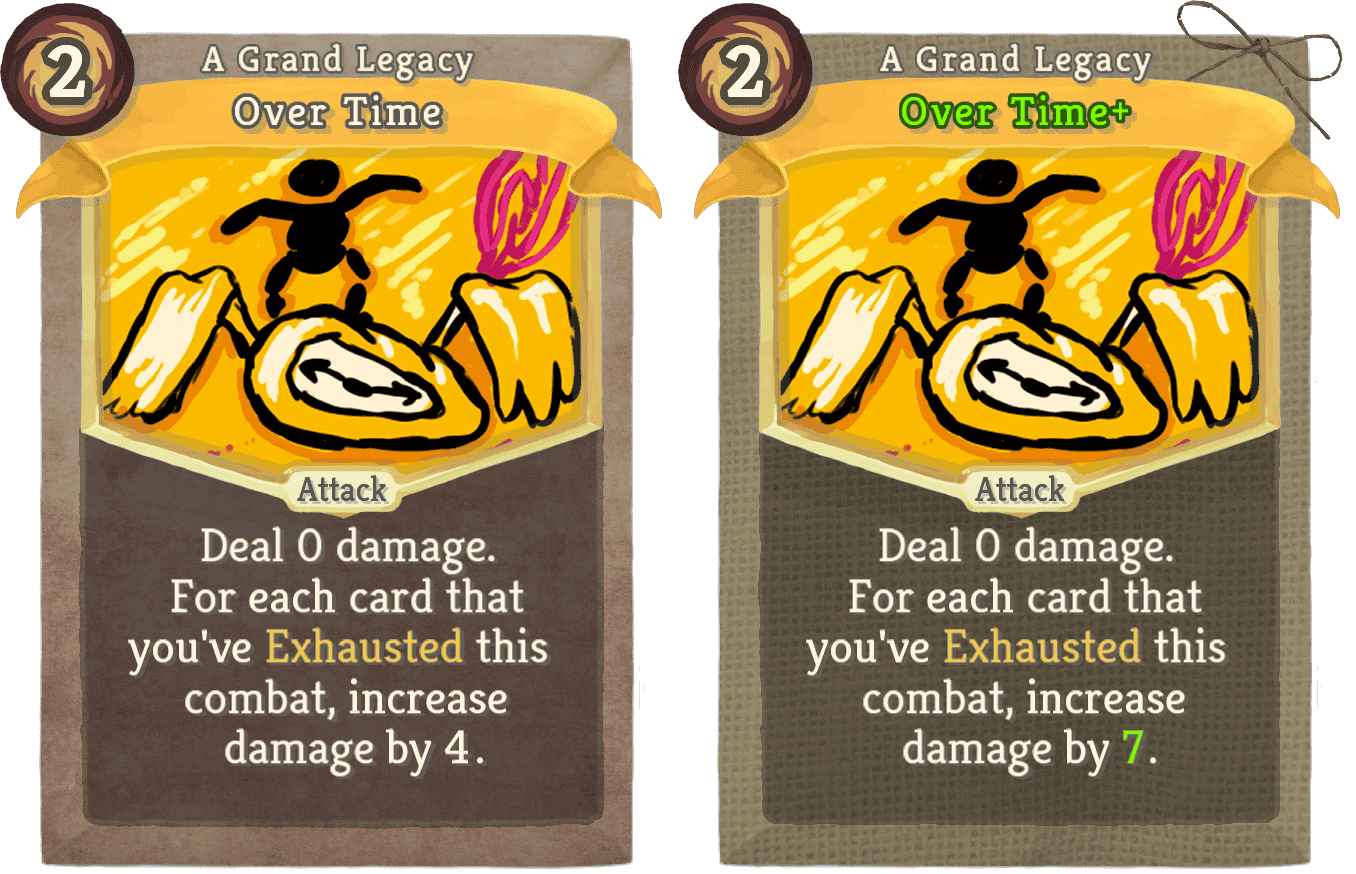 2
A Grand Legacy
Over Time
Attack
Deal 0 damage.
For each card that
you've Exhausted this
combat, increase
damage by 4.
2
A Grand Legacy
Over Time+
Attack
Deal 0 damage.
For each card that
you've Exhausted this
combat, increase
damage by 7.